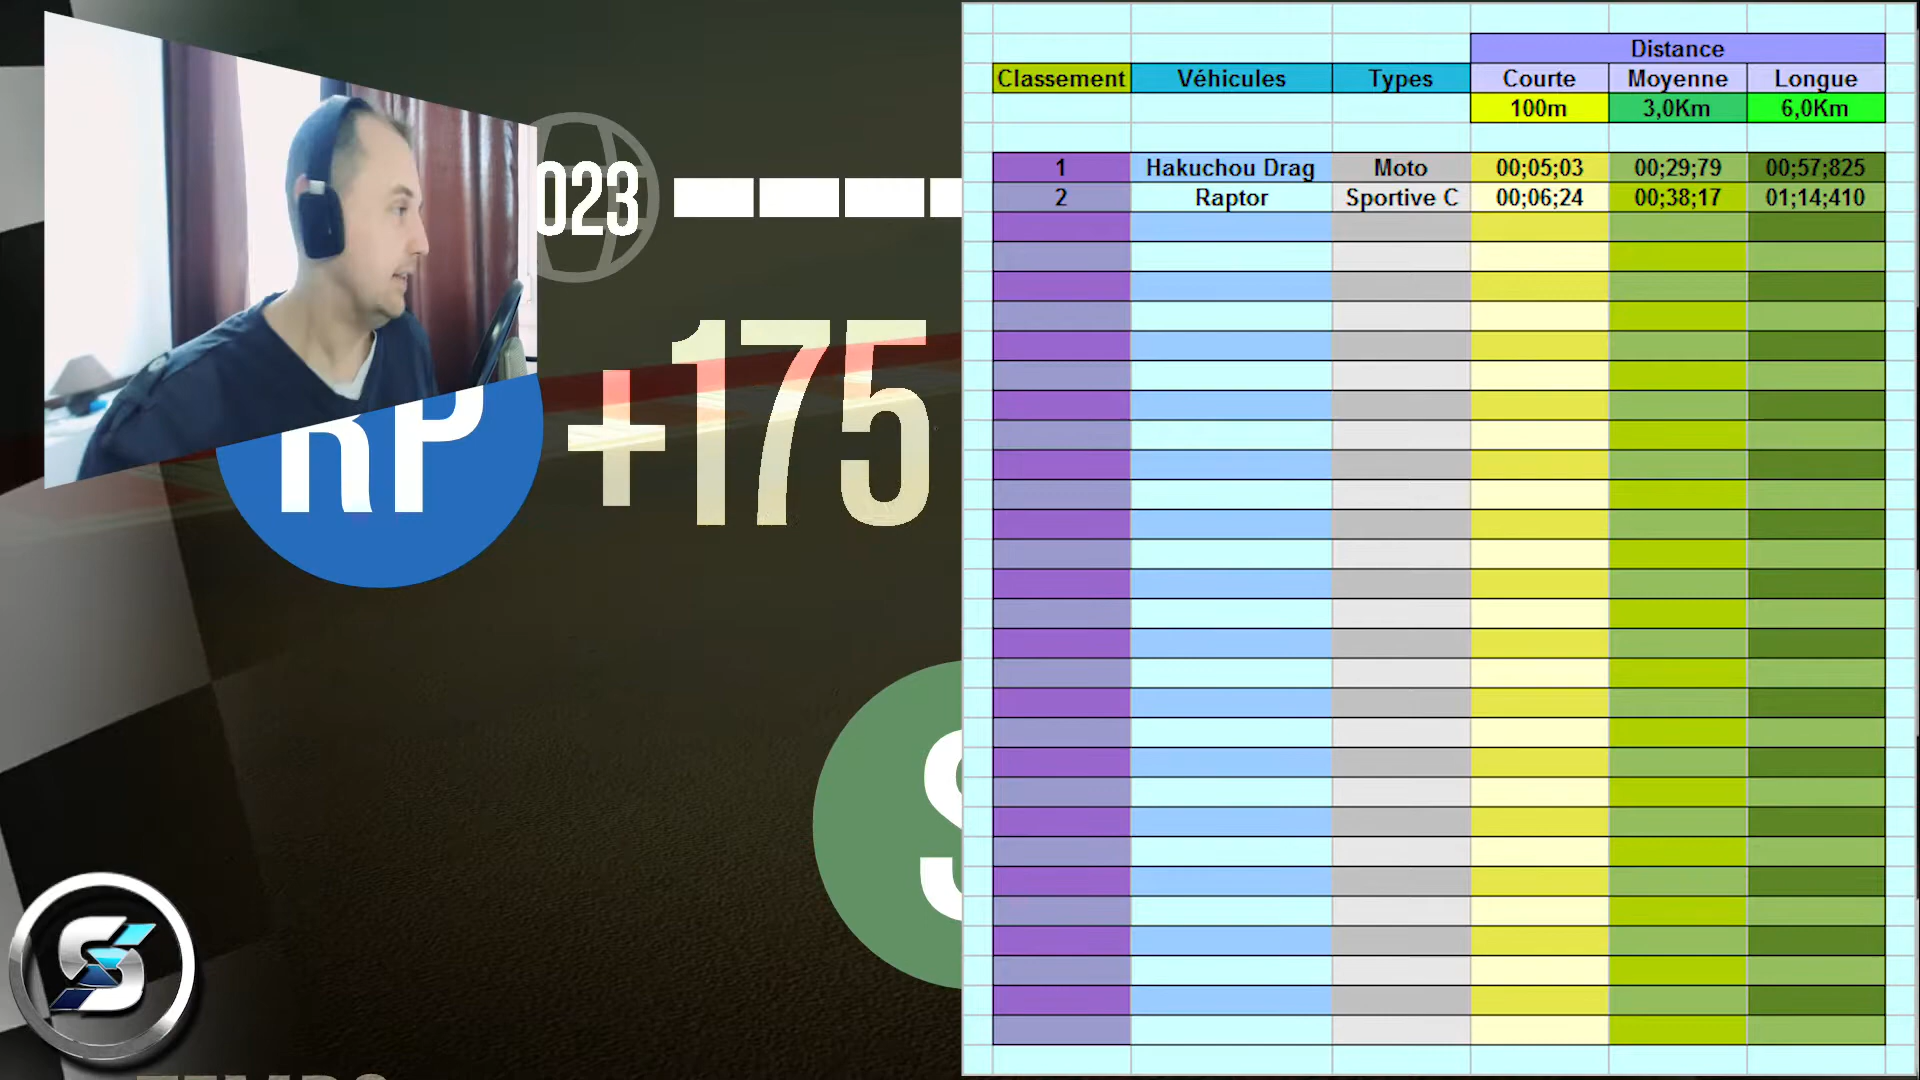 023
RP +175
S
Distance
Classement Véhicules Types Courte Moyenne Longue
100m 3,0Km 6,0Km
1 Hakuchou Drag Moto 00;05;03 00;29;79 00;57;825
2 Raptor Sportive C 00;06;24 00;38;17 01;14;410